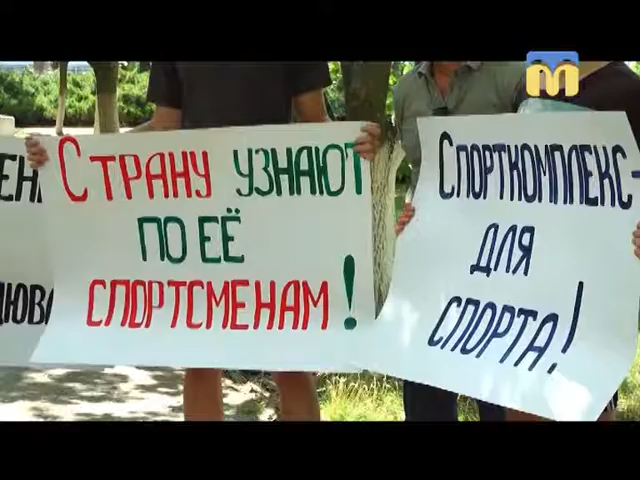 Страну узнают
по её
спортсменам!
Спорткомплекс-
для
спорта!